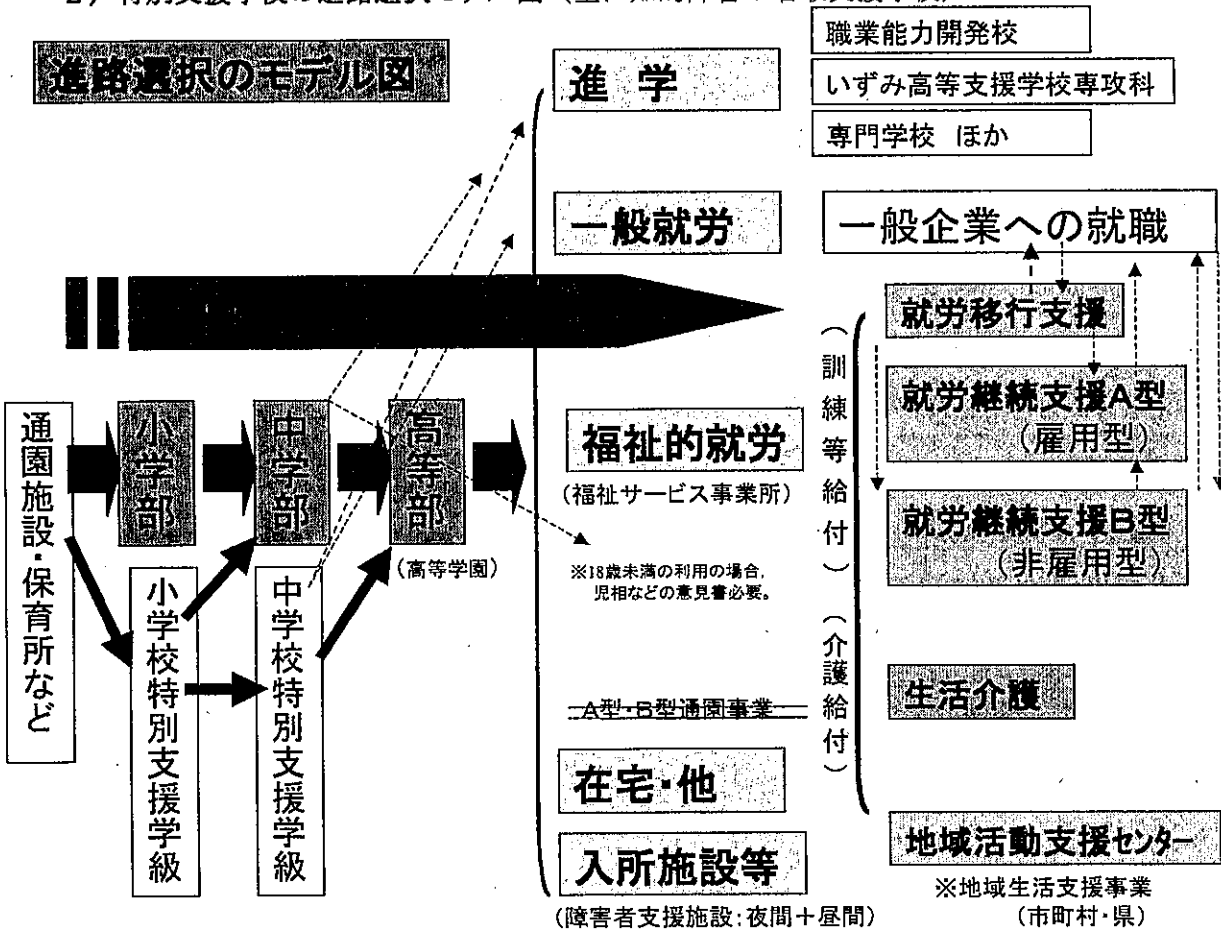 進路選択のモデル図
進 学
職業能力開発校
いずみ高等支援学校専攻科
専門学校 ほか
一般就労
一般企業への就職
通園施設・保育所など
小学部
中学部
高等部
(高等学園)
小学校特別支援学級
中学校特別支援学級
福祉的就労
(福祉サービス事業所)
※18歳未満の利用の場合,
児相などの意見書必要。
A型・B型通園事業
在宅・他
入所施設等
(障害者支援施設:夜間+昼間)
(訓練等給付)
(介護給付)
就労移行支援
就労継続支援A型
(雇用型)
就労継続支援B型
(非雇用型)
生活介護
地域活動支援センター
※地域生活支援事業
(市町村・県)